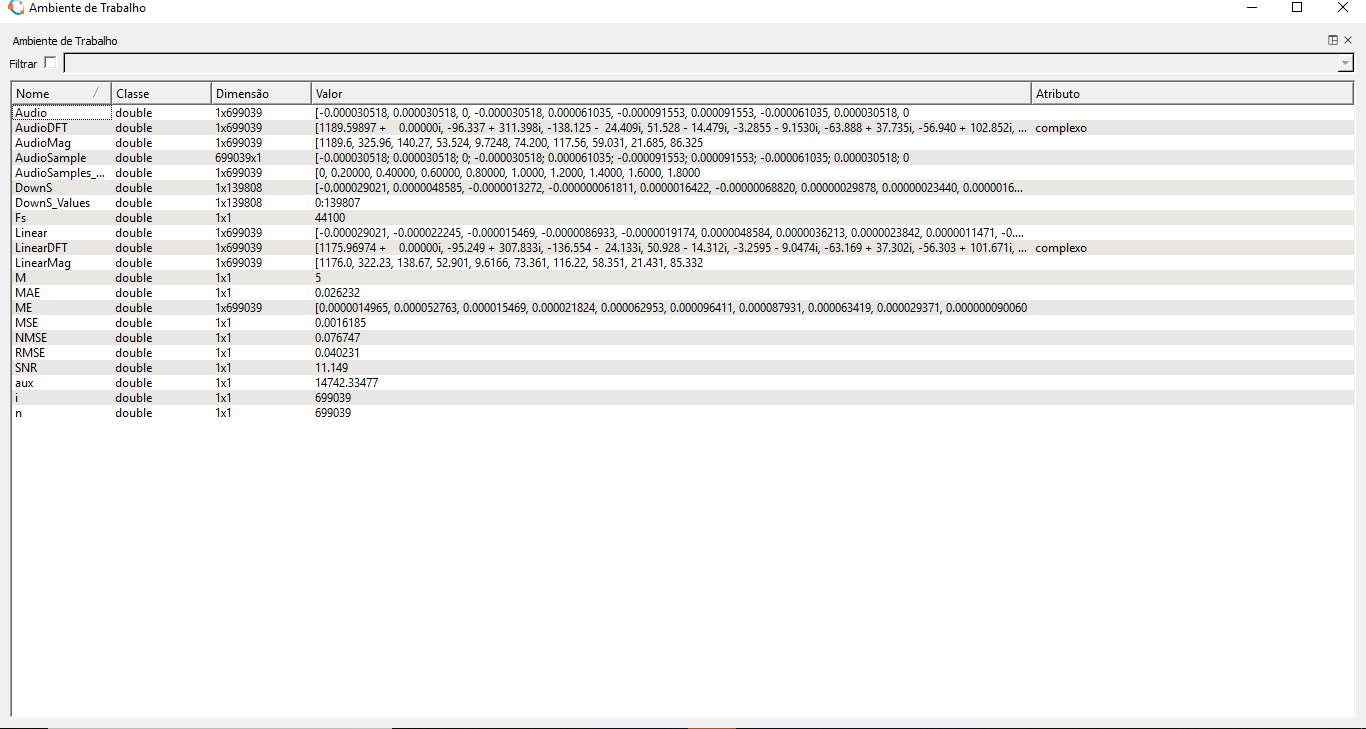 Ambiente de Trabalho
Ambiente de Trabalho
Filtrar
Nome Classe Dimensão Valor Atributo
Audio double 1x699039 [-0.000030518, 0.000030518, 0, -0.000030518, 0.000061035, -0.000091553, 0.000091553, -0.000061035, 0.000030518, 0
AudioDFT double 1x699039 [1189.59897 + 0.00000i, -96.337 + 311.398i, -138.125 - 24.409i, 51.528 - 14.479i, -3.2855 - 9.1530i, -63.888 + 37.735i, -56.940 + 102.852i, ... complexo
AudioMag double 1x699039 [1189.6, 325.96, 140.27, 53.524, 9.7248, 74.200, 117.56, 59.031, 21.685, 86.325
AudioSample double 699039x1 [-0.000030518; 0.000030518; 0; -0.000030518; 0.000061035; -0.000091553; 0.000091553; -0.000061035; 0.000030518; 0
AudioSamples_... double 1x699039 [0, 0.20000, 0.40000, 0.60000, 0.80000, 1.0000, 1.2000, 1.4000, 1.6000, 1.8000
DownS double 1x139808 [-0.000029021, 0.0000048585, -0.0000013272, -0.000000061811, 0.0000016422, -0.00000068820, 0.00000029878, 0.00000023440, 0.0000016...
DownS_Values double 1x139808 0:139807
Fs double 1x1 44100
Linear double 1x699039 [-0.000029021, -0.000022245, -0.000015469, -0.0000086933, -0.0000019174, 0.0000048584, 0.0000036213, 0.0000023842, 0.0000011471, -0....
LinearDFT double 1x699039 [1175.96974 + 0.00000i, -95.249 + 307.833i, -136.554 - 24.133i, 50.928 - 14.312i, -3.2595 - 9.0474i, -63.169 + 37.302i, -56.303 + 101.671i, ... complexo
LinearMag double 1x699039 [1176.0, 322.23, 138.67, 52.901, 9.6166, 73.361, 116.22, 58.351, 21.431, 85.332
M double 1x1 5
MAE double 1x1 0.026232
ME double 1x699039 [0.0000014965, 0.000052763, 0.000015469, 0.000021824, 0.000062953, 0.000096411, 0.000087931, 0.000063419, 0.000029371, 0.000000090060
MSE double 1x1 0.0016185
NMSE double 1x1 0.076747
RMSE double 1x1 0.040231
SNR double 1x1 11.149
aux double 1x1 14742.33477
i double 1x1 699039
n double 1x1 699039